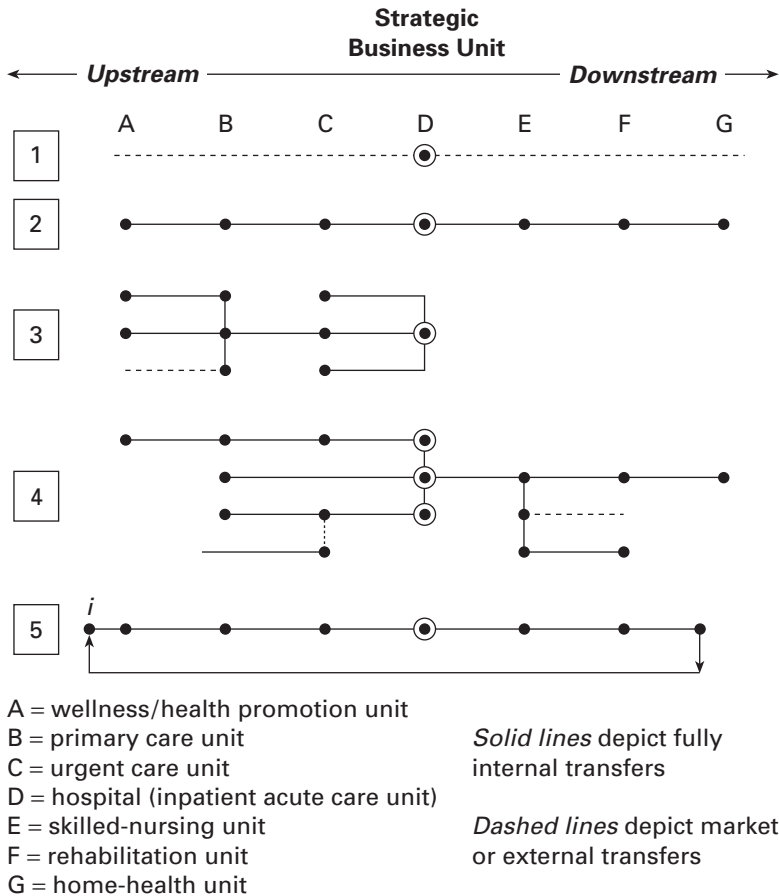 Strategic
Business Unit
Upstream Downstream
A B C D E F G
1
2
3
4
5
i
A = wellness/health promotion unit
B = primary care unit
C = urgent care unit
D = hospital (inpatient acute care unit)
E = skilled-nursing unit
F = rehabilitation unit
G = home-health unit
Solid lines depict fully
internal transfers
Dashed lines depict market
or external transfers